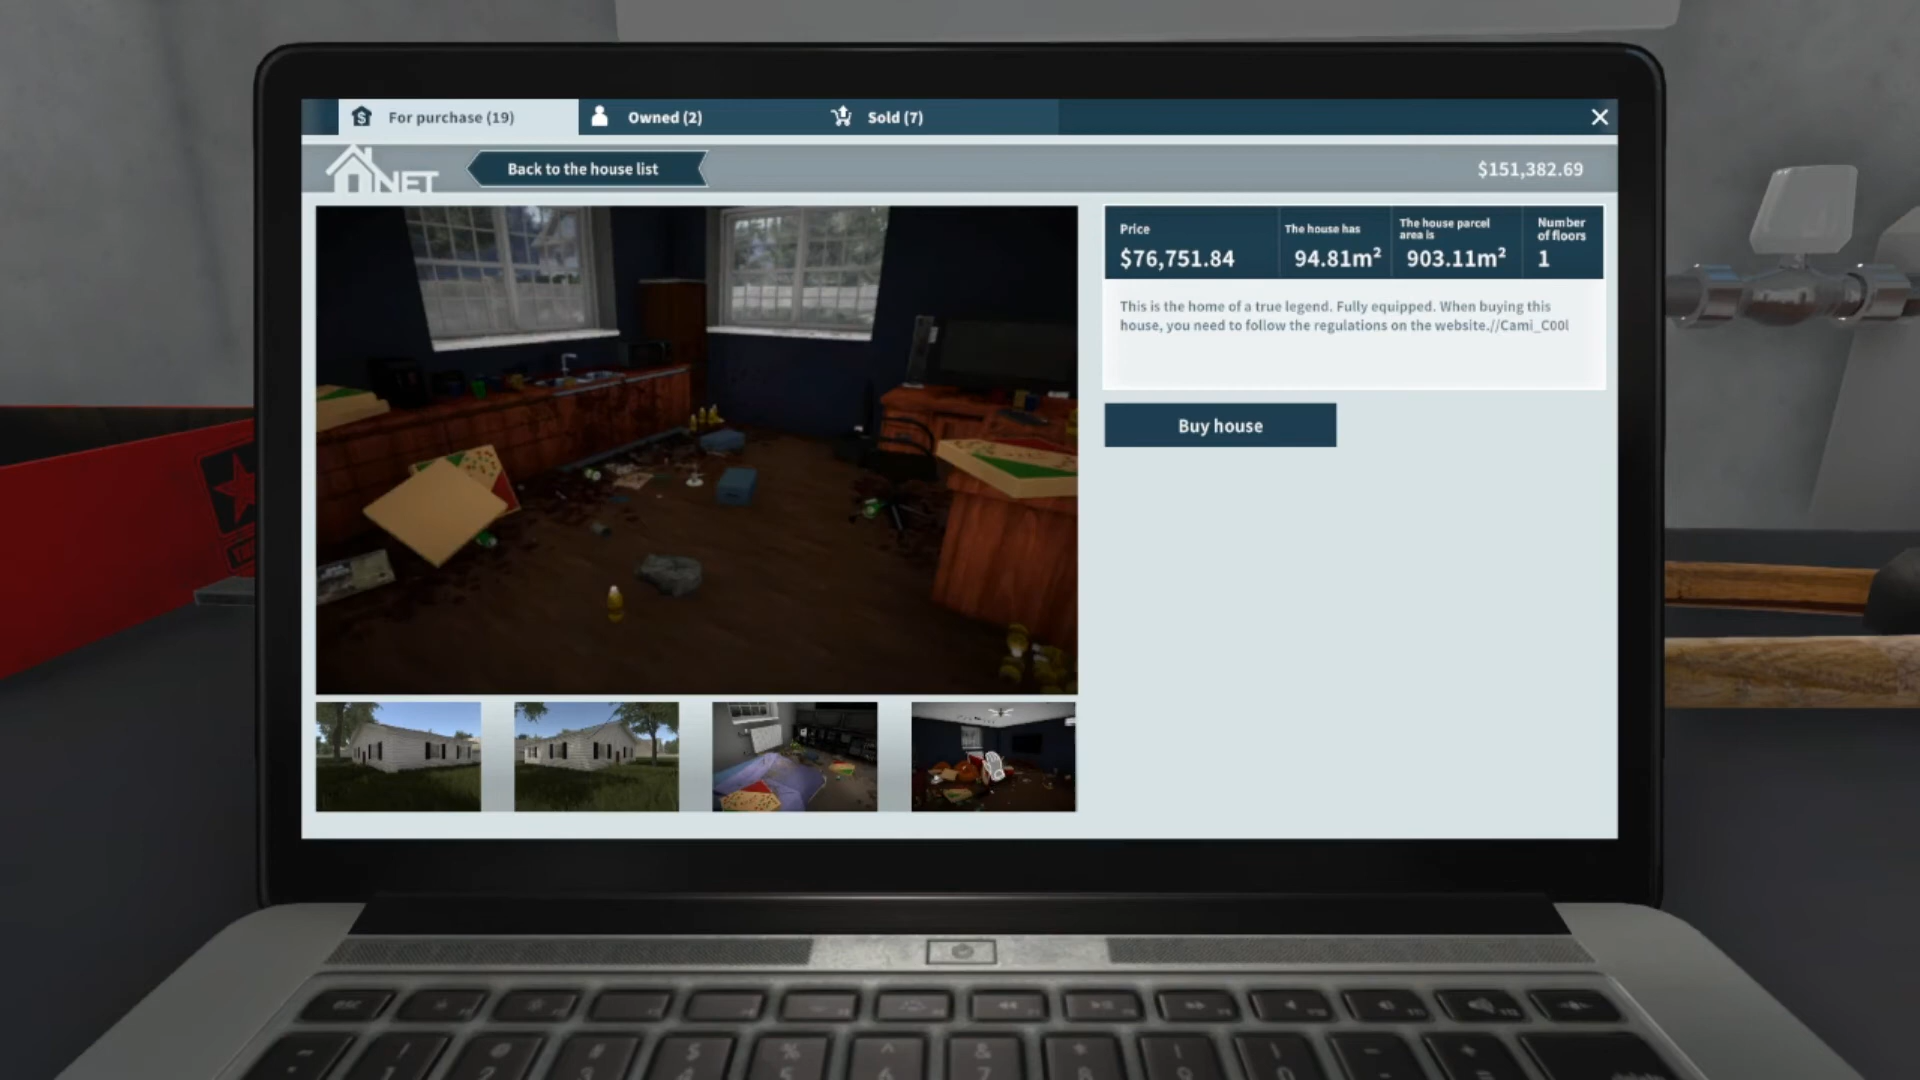 For purchase (19)
Owned (2)
Sold (7)
NET
Back to the house list
$151,382.69
Price
$76,751.84
The house has
94.81m²
The house parcel
area is
903.11m²
Number
of floors
1
This is the home of a true legend. Fully equipped. When buying this
house, you need to follow the regulations on the website.//Cami_C00l
Buy house
esc